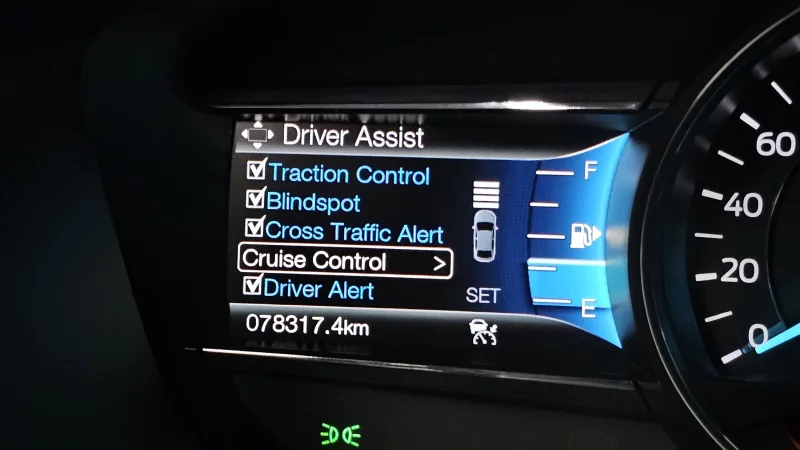 Driver Assist
Traction Control
Blindspot
Cross Traffic Alert
Cruise Control >
Driver Alert
SET
078317.4km
F
E
60
40
20
0